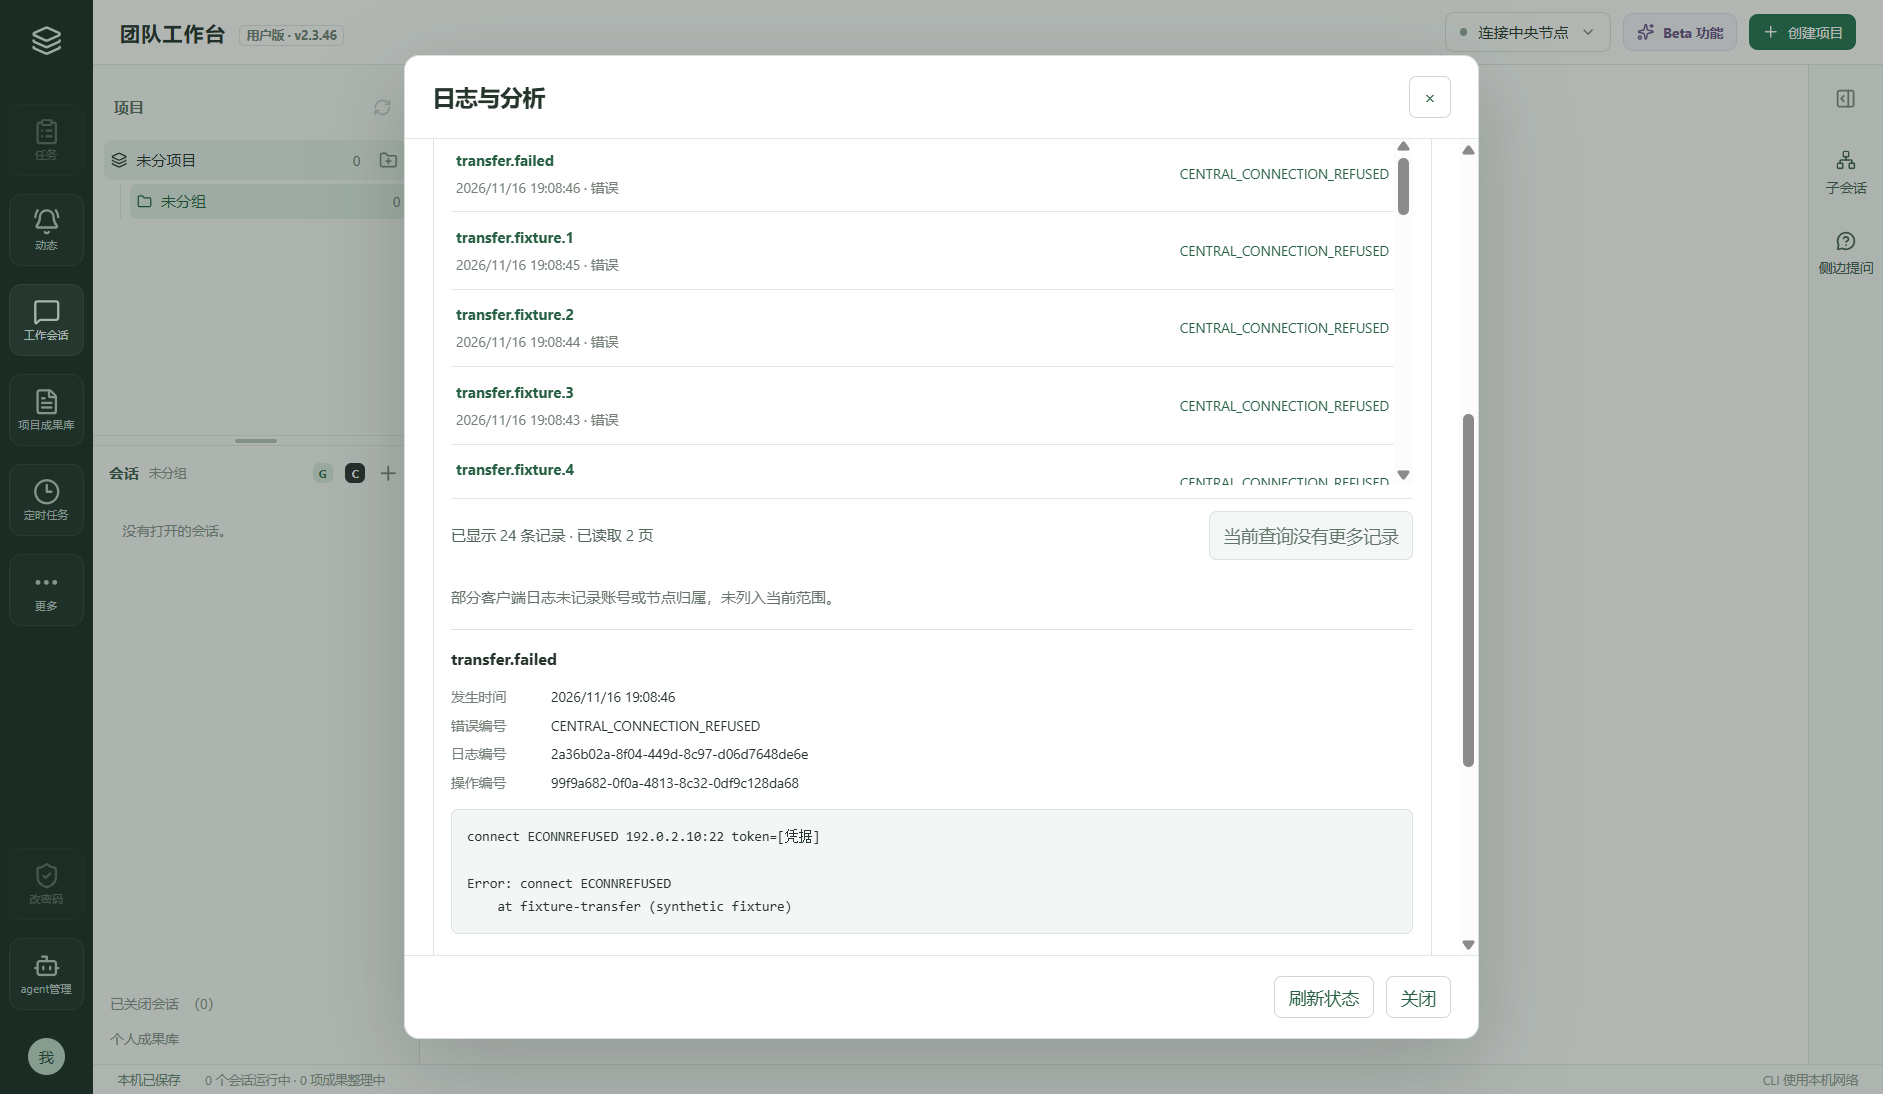 团队工作台
用户版 · v2.3.46
连接中央节点
Beta 功能
创建项目
任务
动态
工作会话
项目成果库
定时任务
更多
改密码
agent管理
我
项目
未分项目
0
未分组
0
会话
未分组
G
C
没有打开的会话。
已关闭会话 (0)
个人成果库
日志与分析
×
transfer.failed
2026/11/16 19:08:46 · 错误
CENTRAL_CONNECTION_REFUSED
transfer.fixture.1
2026/11/16 19:08:45 · 错误
CENTRAL_CONNECTION_REFUSED
transfer.fixture.2
2026/11/16 19:08:44 · 错误
CENTRAL_CONNECTION_REFUSED
transfer.fixture.3
2026/11/16 19:08:43 · 错误
CENTRAL_CONNECTION_REFUSED
transfer.fixture.4
CENTRAL_CONNECTION_REFUSED
已显示 24 条记录 · 已读取 2 页
当前查询没有更多记录
部分客户端日志未记录账号或节点归属，未列入当前范围。
transfer.failed
发生时间 2026/11/16 19:08:46
错误编号 CENTRAL_CONNECTION_REFUSED
日志编号 2a36b02a-8f04-449d-8c97-d06d7648de6e
操作编号 99f9a682-0f0a-4813-8c32-0df9c128da68
connect ECONNREFUSED 192.0.2.10:22 token=[凭据]
Error: connect ECONNREFUSED
at fixture-transfer (synthetic fixture)
刷新状态
关闭
子会话
侧边提问
本机已保存
0 个会话运行中 · 0 项成果整理中
CLI 使用本机网络